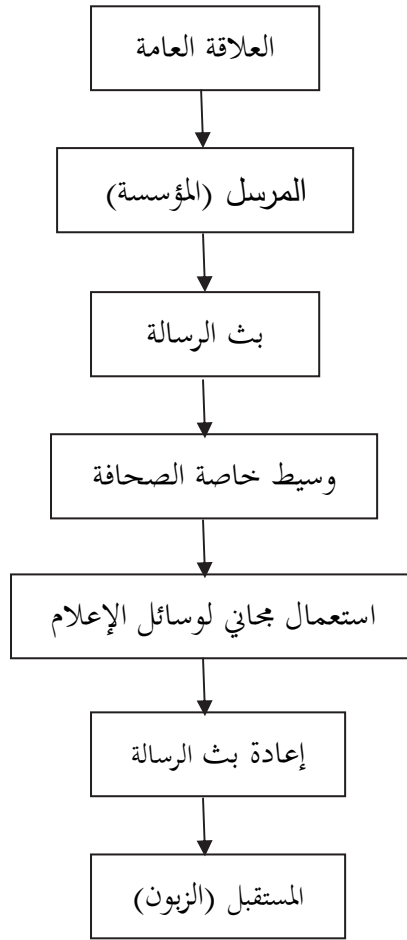 العلاقة العامة
المرسل (المؤسسة)
بث الرسالة
وسيط خاصة الصحافة
استعمال مجاني لوسائل الإعلام
إعادة بث الرسالة
المستقبل (الزبون)